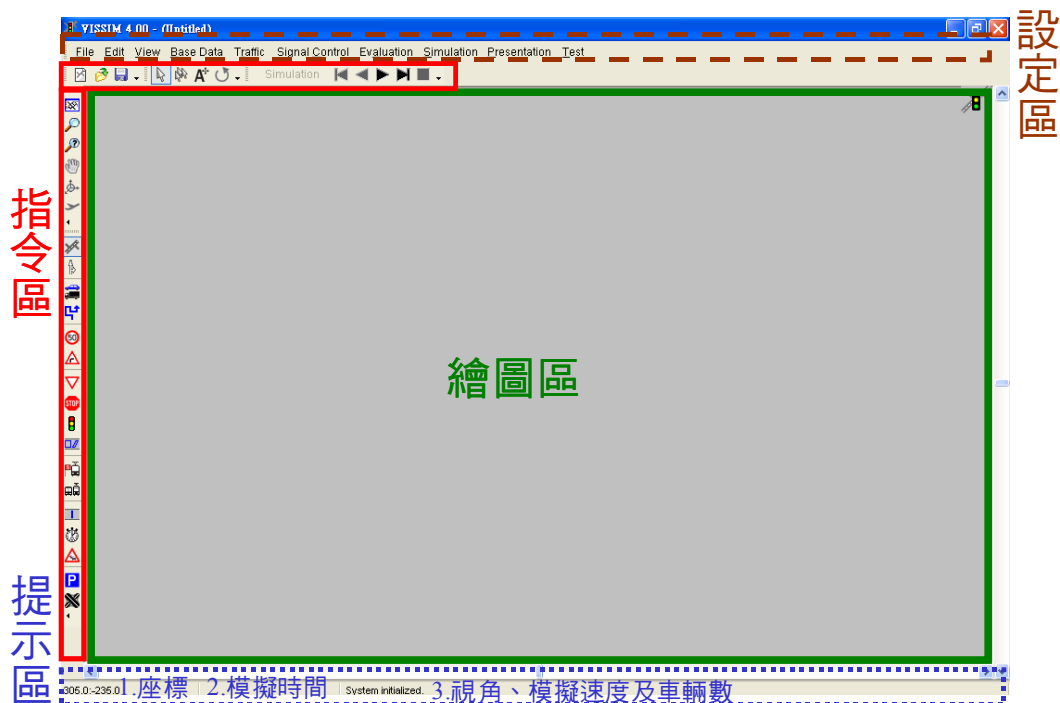 VISSIM 4.00 - (Untitled)
設定區
File Edit View Base Data Traffic Signal Control Evaluation Simulation Presentation Test
Simulation
指令區
50
STOP
P
繪圖區
提示區
305.0:-235.0 1.座標 2.模擬時間 System initialized. 3.視角、模擬速度及車輛數